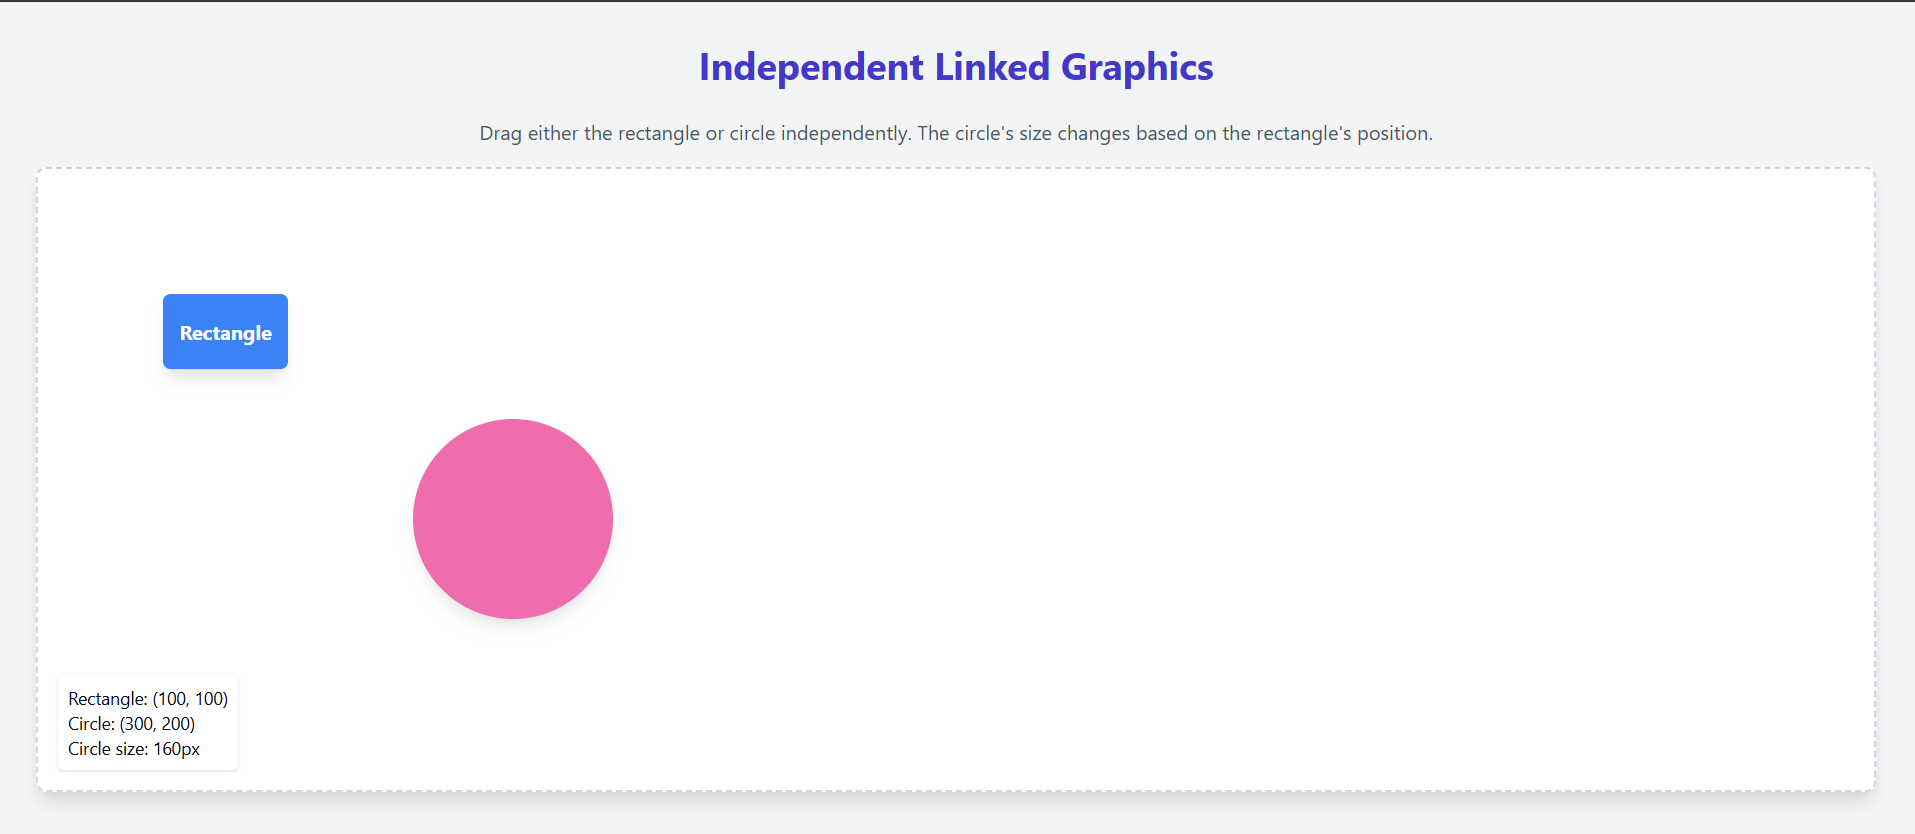 Independent Linked Graphics
Drag either the rectangle or circle independently. The circle's size changes based on the rectangle's position.
Rectangle
Rectangle: (100, 100)
Circle: (300, 200)
Circle size: 160px